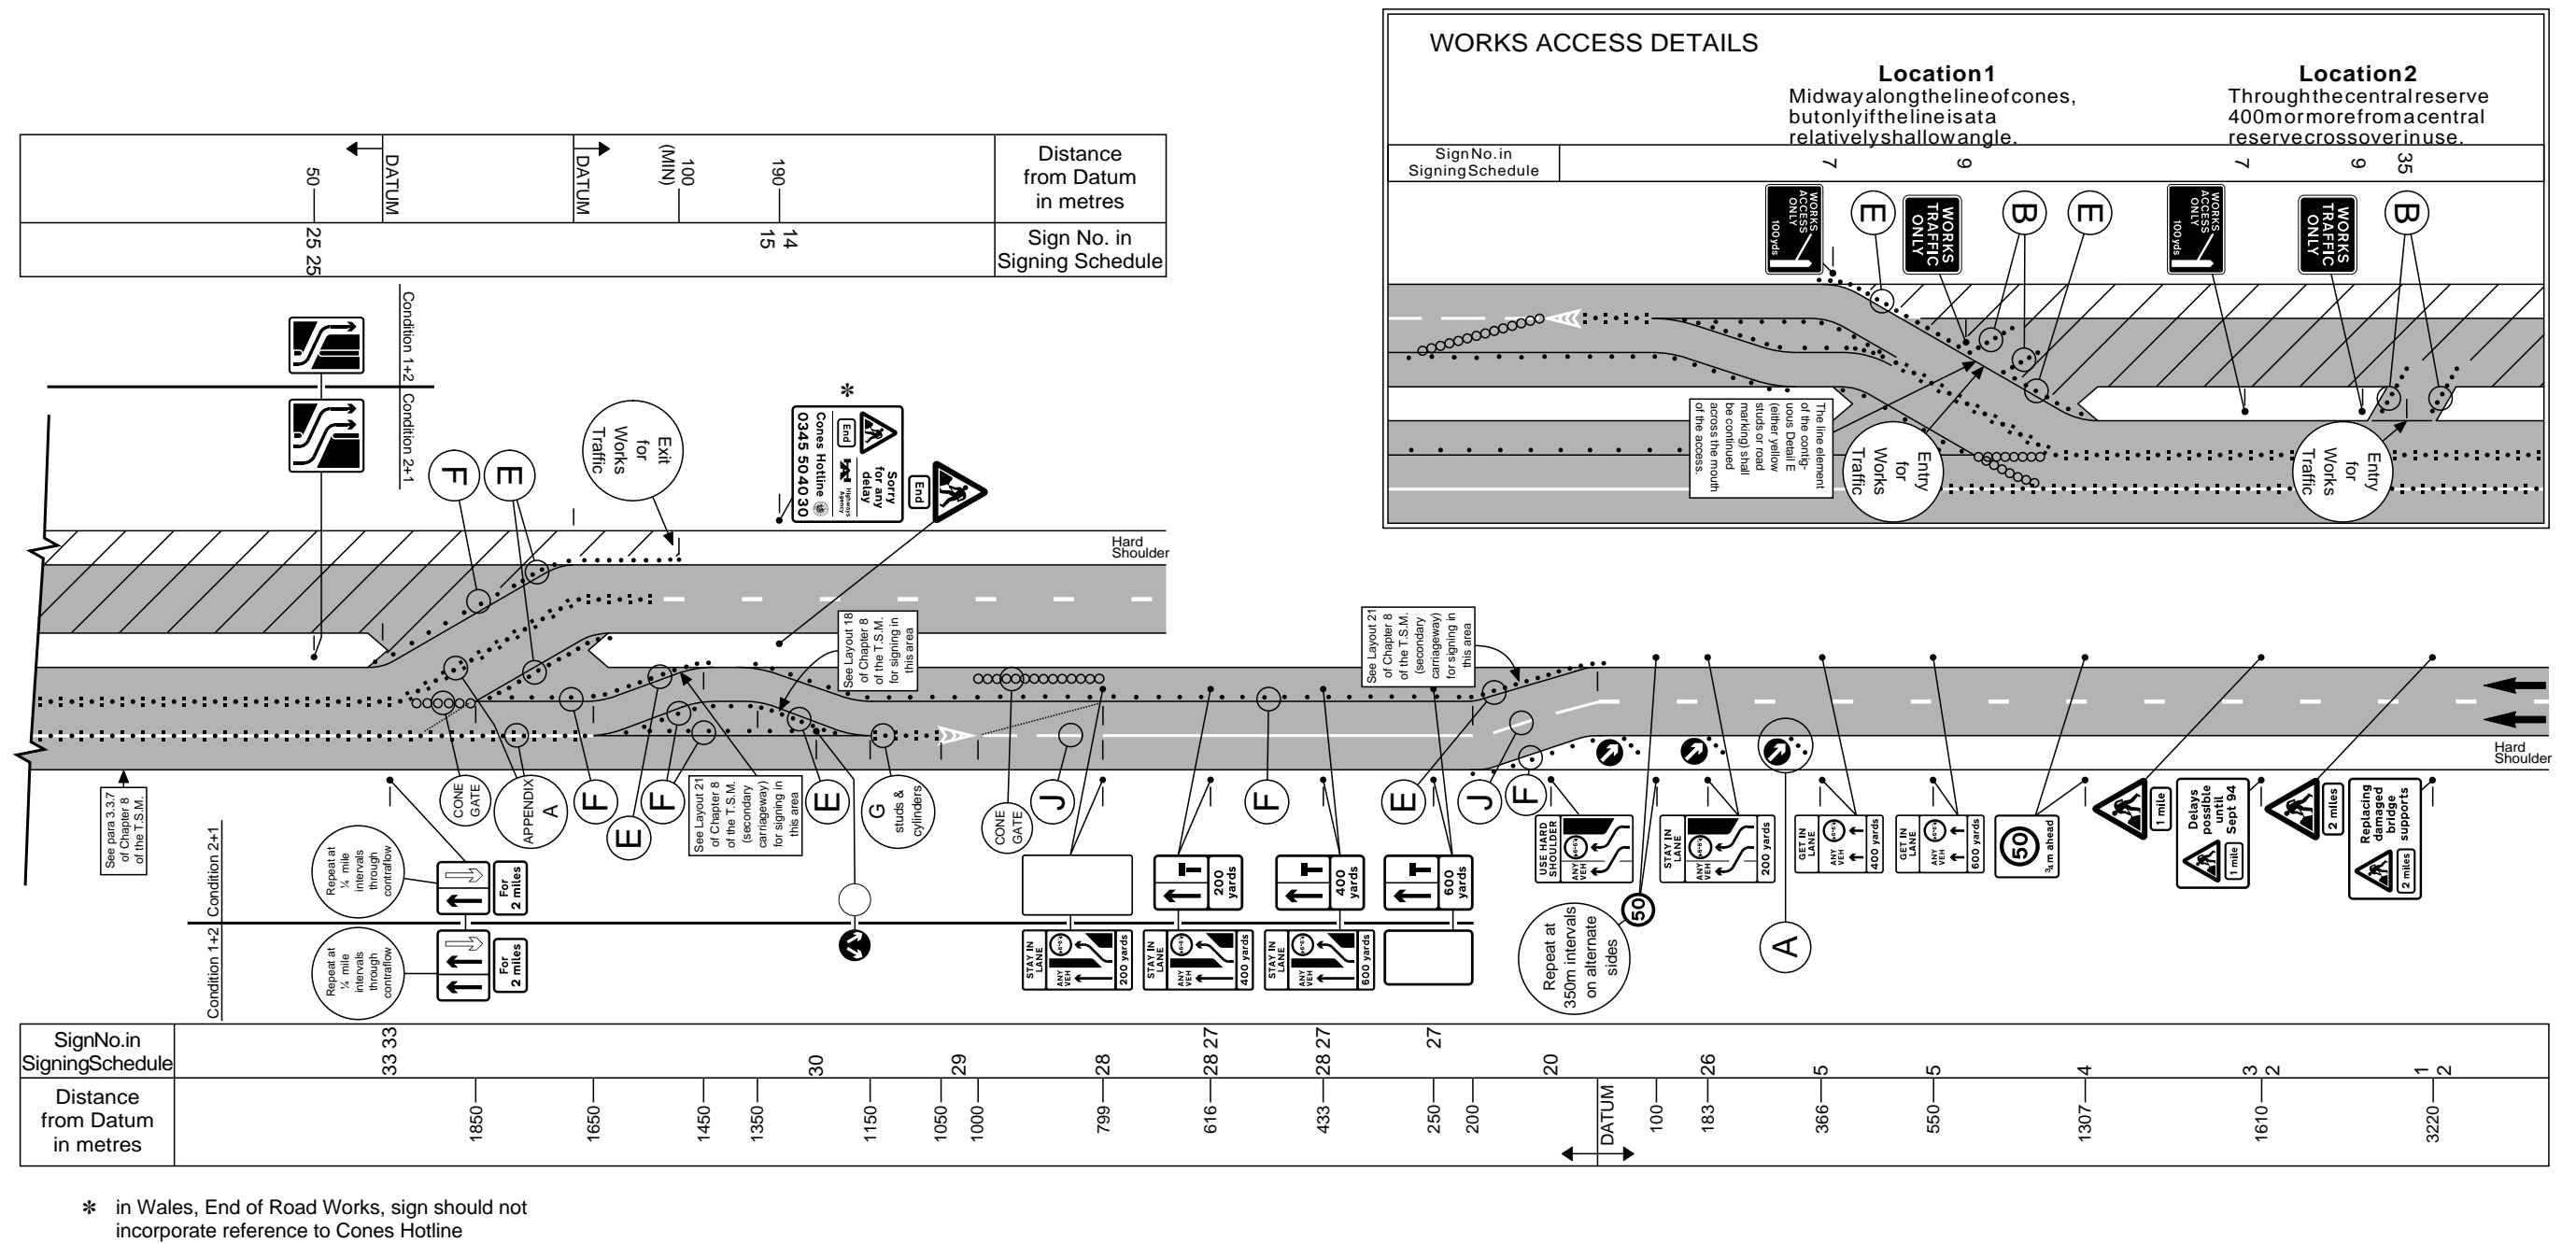 WORKS ACCESS DETAILS
Location1
Midwayalongthelineofcones,
butonlyifthelineisata
relativelyshallowangle.
Location2
Throughthecentralreserve
400mormorefromacentral
reservecrossoverinuse.
SignNo.in
SigningSchedule
7
9
7
9
35
WORKS
ACCESS
ONLY
100yds
E
WORKS
TRAFFIC
ONLY
B
E
WORKS
ACCESS
ONLY
100yds
WORKS
TRAFFIC
ONLY
B
The line element
of the contig-
uous Detail E
(either yellow
studs or road
marking) shall
be continued
across the mouth
of the access.
Entry
for
Works
Traffic
Entry
for
Works
Traffic
50
DATUM
DATUM
100
(MIN)
190
Distance
from Datum
in metres
25 25
15
14
Sign No. in
Signing Schedule
Condition 1+2
Condition 2+1
F
E
Exit
for
Works
Traffic
*
End
Sorry
for any
delay
Highways
Agency
Cones Hotline
0345 504030
End
Hard
Shoulder
See Layout 18
of Chapter 8
of the T.S.M.
for signing in
this area
See Layout 21
of Chapter 8
of the T.S.M.
(secondary
carriageway)
for signing in
this area
Hard
Shoulder
See para 3.3.7
of Chapter 8
of the T.S.M.
CONE
GATE
APPENDIX
A
F
E
F
See Layout 21
of Chapter 8
of the T.S.M.
(secondary
carriageway)
for signing in
this area
E
G
studs &
cylinders
CONE
GATE
J
F
E
J
F
Condition 2+1
Condition 1+2
Repeat at
¼ mile
intervals
through
contraflow
For
2 miles
Repeat at
¼ mile
intervals
through
contraflow
For
2 miles
200
yards
400
yards
600
yards
STAY IN
LANE
ANY
VEH
200 yards
STAY IN
LANE
ANY
VEH
400 yards
STAY IN
LANE
ANY
VEH
600 yards
USE HARD
SHOULDER
ANY
VEH
50
Repeat at
350m intervals
on alternate
sides
STAY IN
LANE
ANY
VEH
200 yards
A
GET IN
LANE
ANY
VEH
400 yards
GET IN
LANE
ANY
VEH
600 yards
50
¾m ahead
1 mile
Delays
possible
until
Sept 94
1 mile
2 miles
Replacing
damaged
bridge
supports
2 miles
SignNo.in
SigningSchedule
33 33
30
29
28
28 27
28 27
27
20
26
5
5
4
3
2
1
2
Distance
from Datum
in metres
1850
1650
1450
1350
1150
1050
1000
799
616
433
250
200
DATUM
100
183
366
550
1307
1610
3220
* in Wales, End of Road Works, sign should not
incorporate reference to Cones Hotline